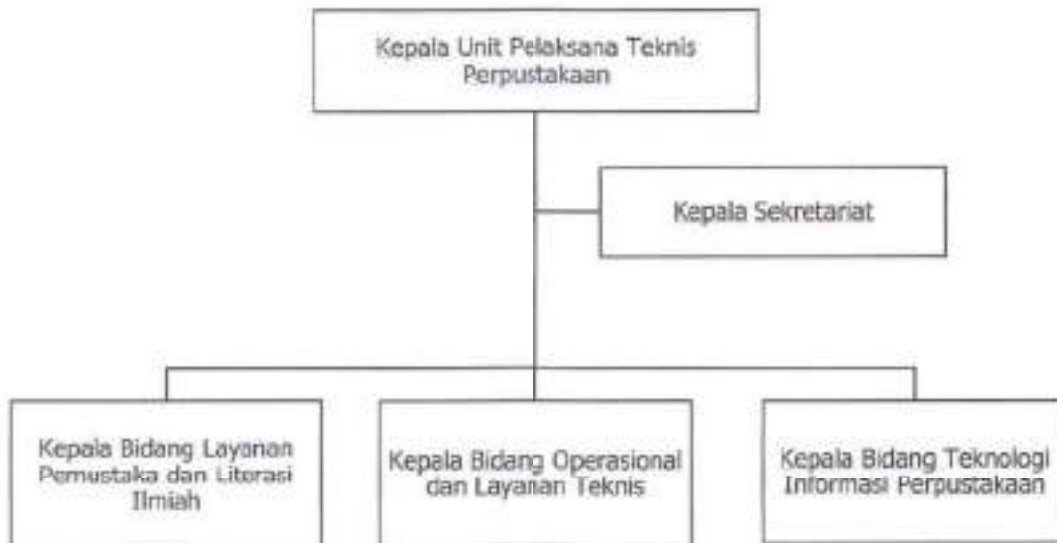 Kepala Unit Pelaksana Teknis
Perpustakaan
Kepala Sekretariat
Kepala Bidang Layanan
Pemustaka dan Literasi
Ilmiah
Kepala Bidang Operasional
dan Layanan Teknis
Kepala Bidang Teknologi
Informasi Perpustakaan